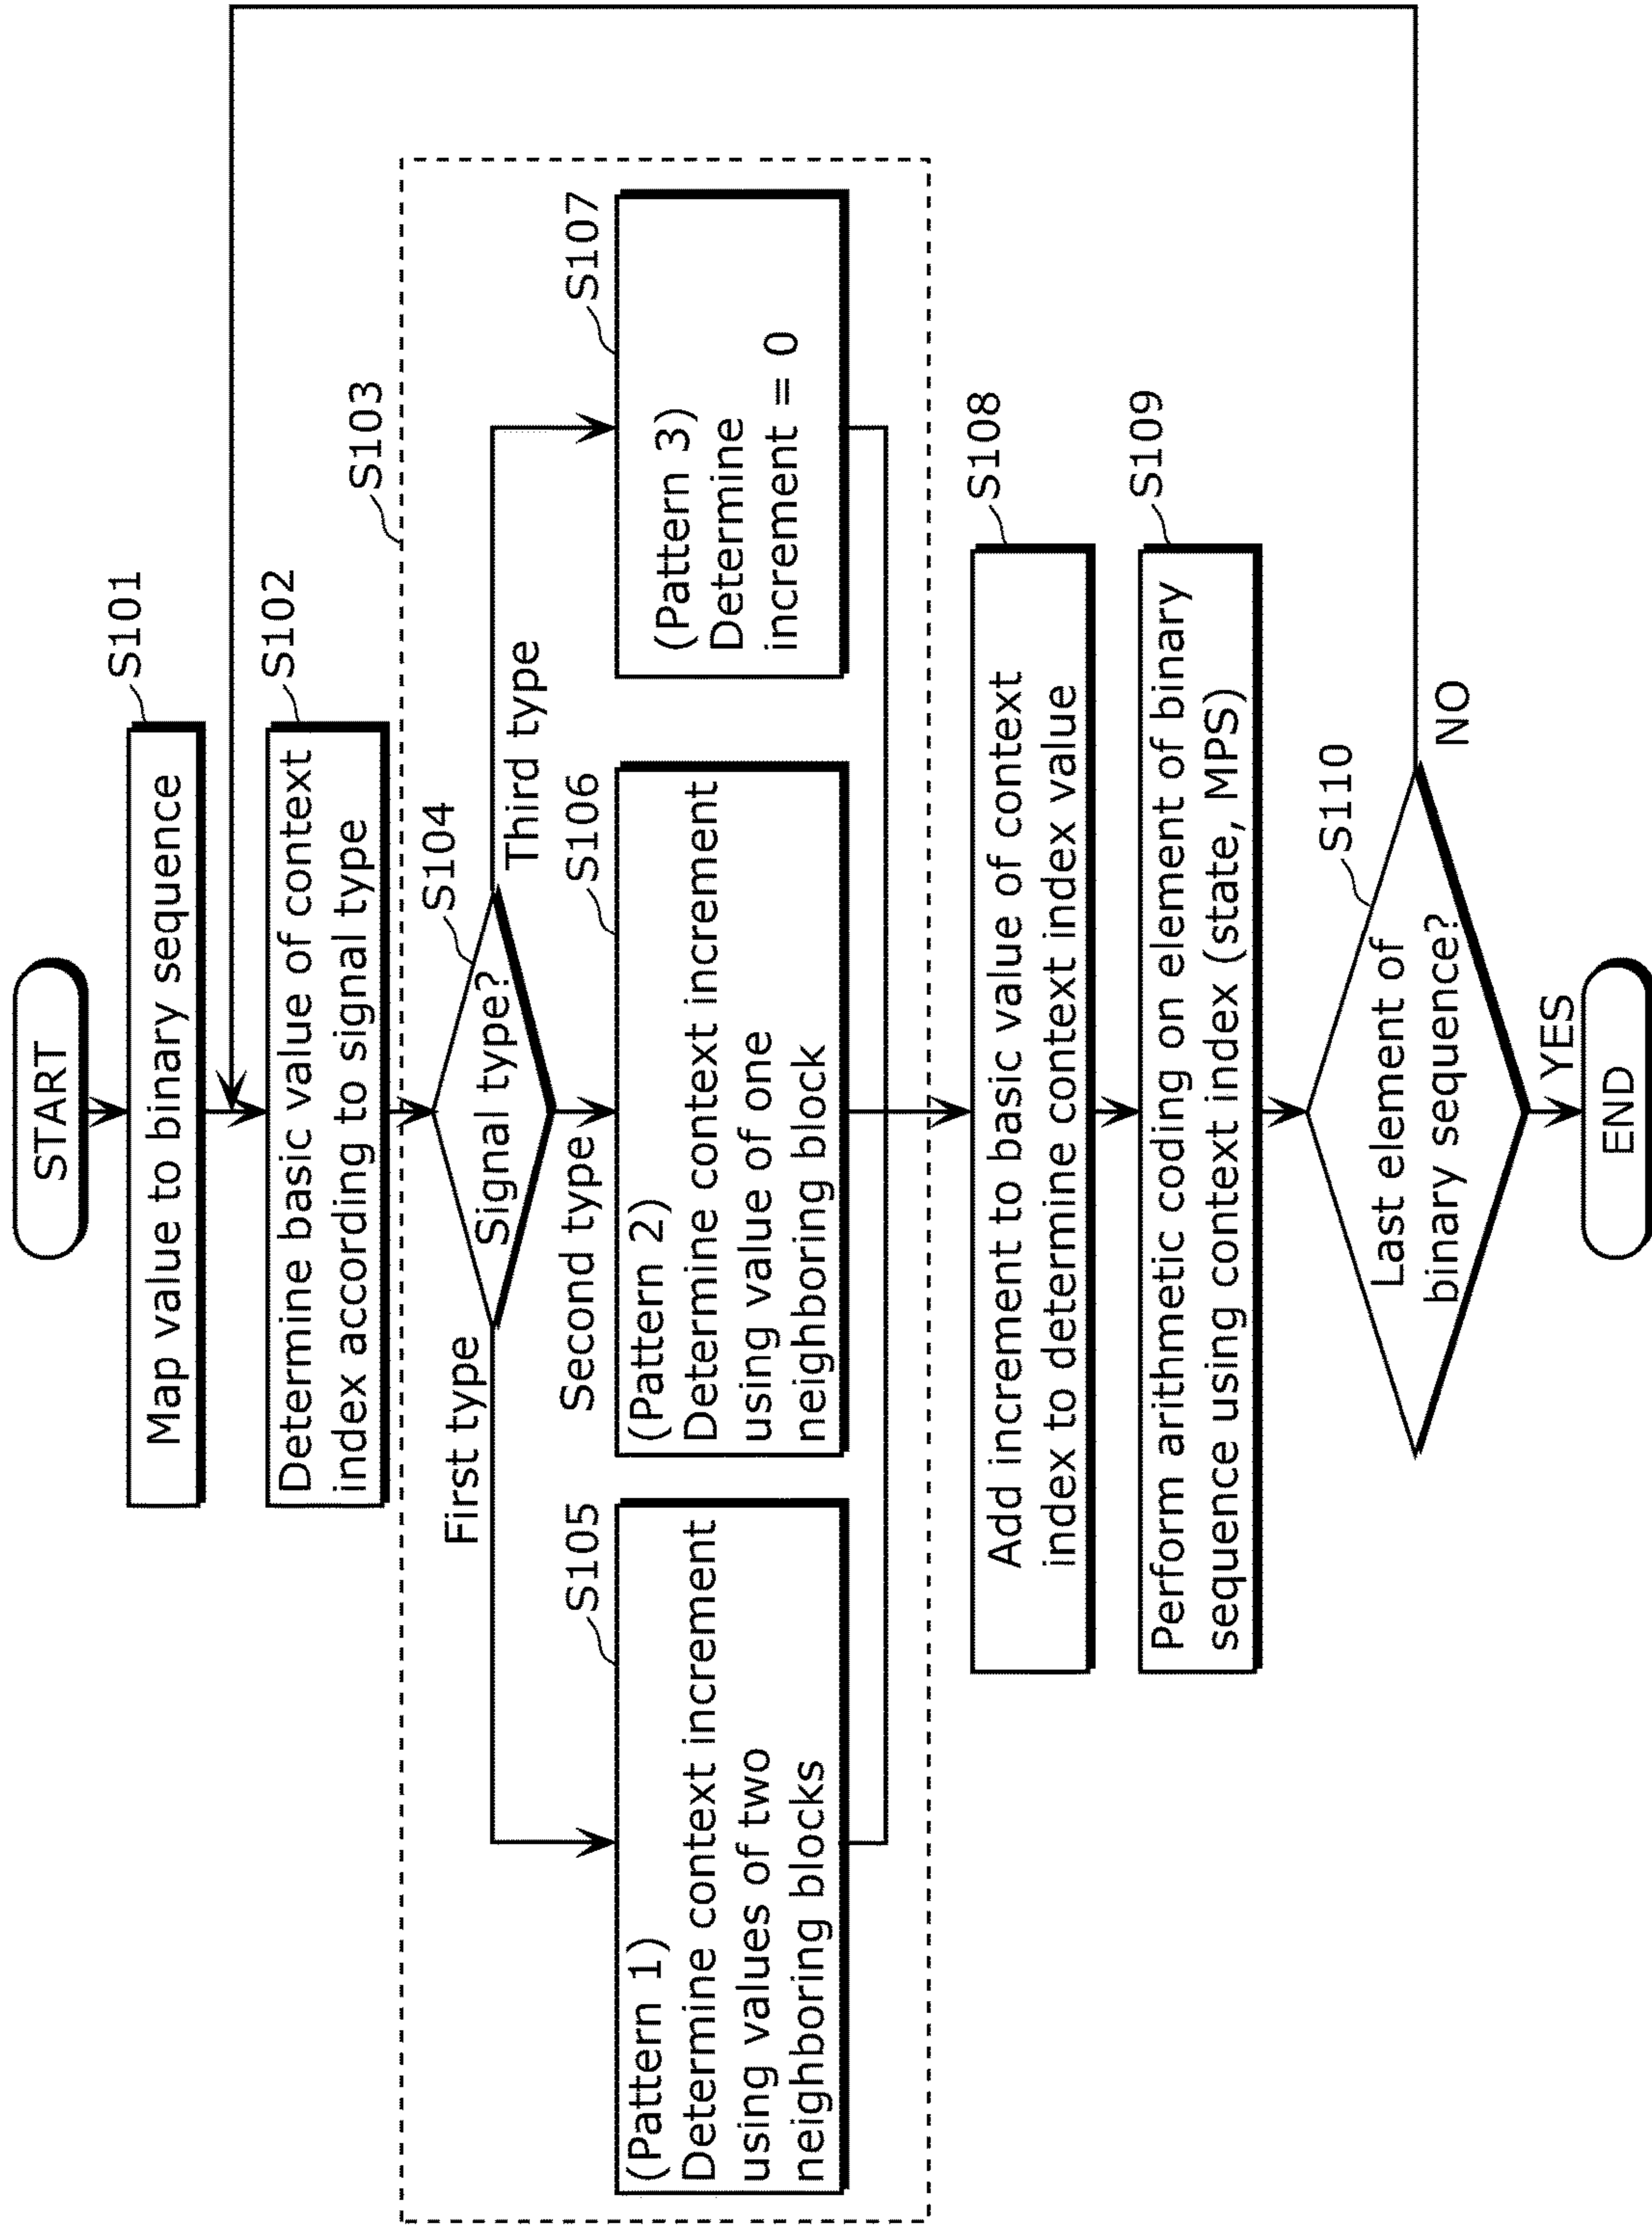 START
S101
Map value to binary sequence
S102
Determine basic value of context
index according to signal type
S103
S104
Signal type?
First type
Second type
Third type
S105
(Pattern 1)
Determine context increment
using values of two
neighboring blocks
S106
(Pattern 2)
Determine context increment
using value of one
neighboring block
S107
(Pattern 3)
Determine
increment = 0
S108
Add increment to basic value of context
index to determine context index value
S109
Perform arithmetic coding on element of binary
sequence using context index (state, MPS)
S110
Last element of
binary sequence?
NO
YES
END